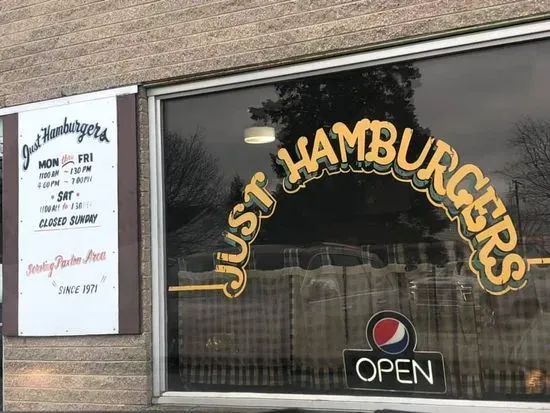 Just Hamburgers
MON thru FRI
11:00 AM ~ 1:30 PM
4:00 PM ~ 7:00 PM
SAT
11:00 AM to 1:30 PM
CLOSED SUNDAY
Serving Paxton Area
"SINCE 1971"
JUST HAMBURGERS
OPEN